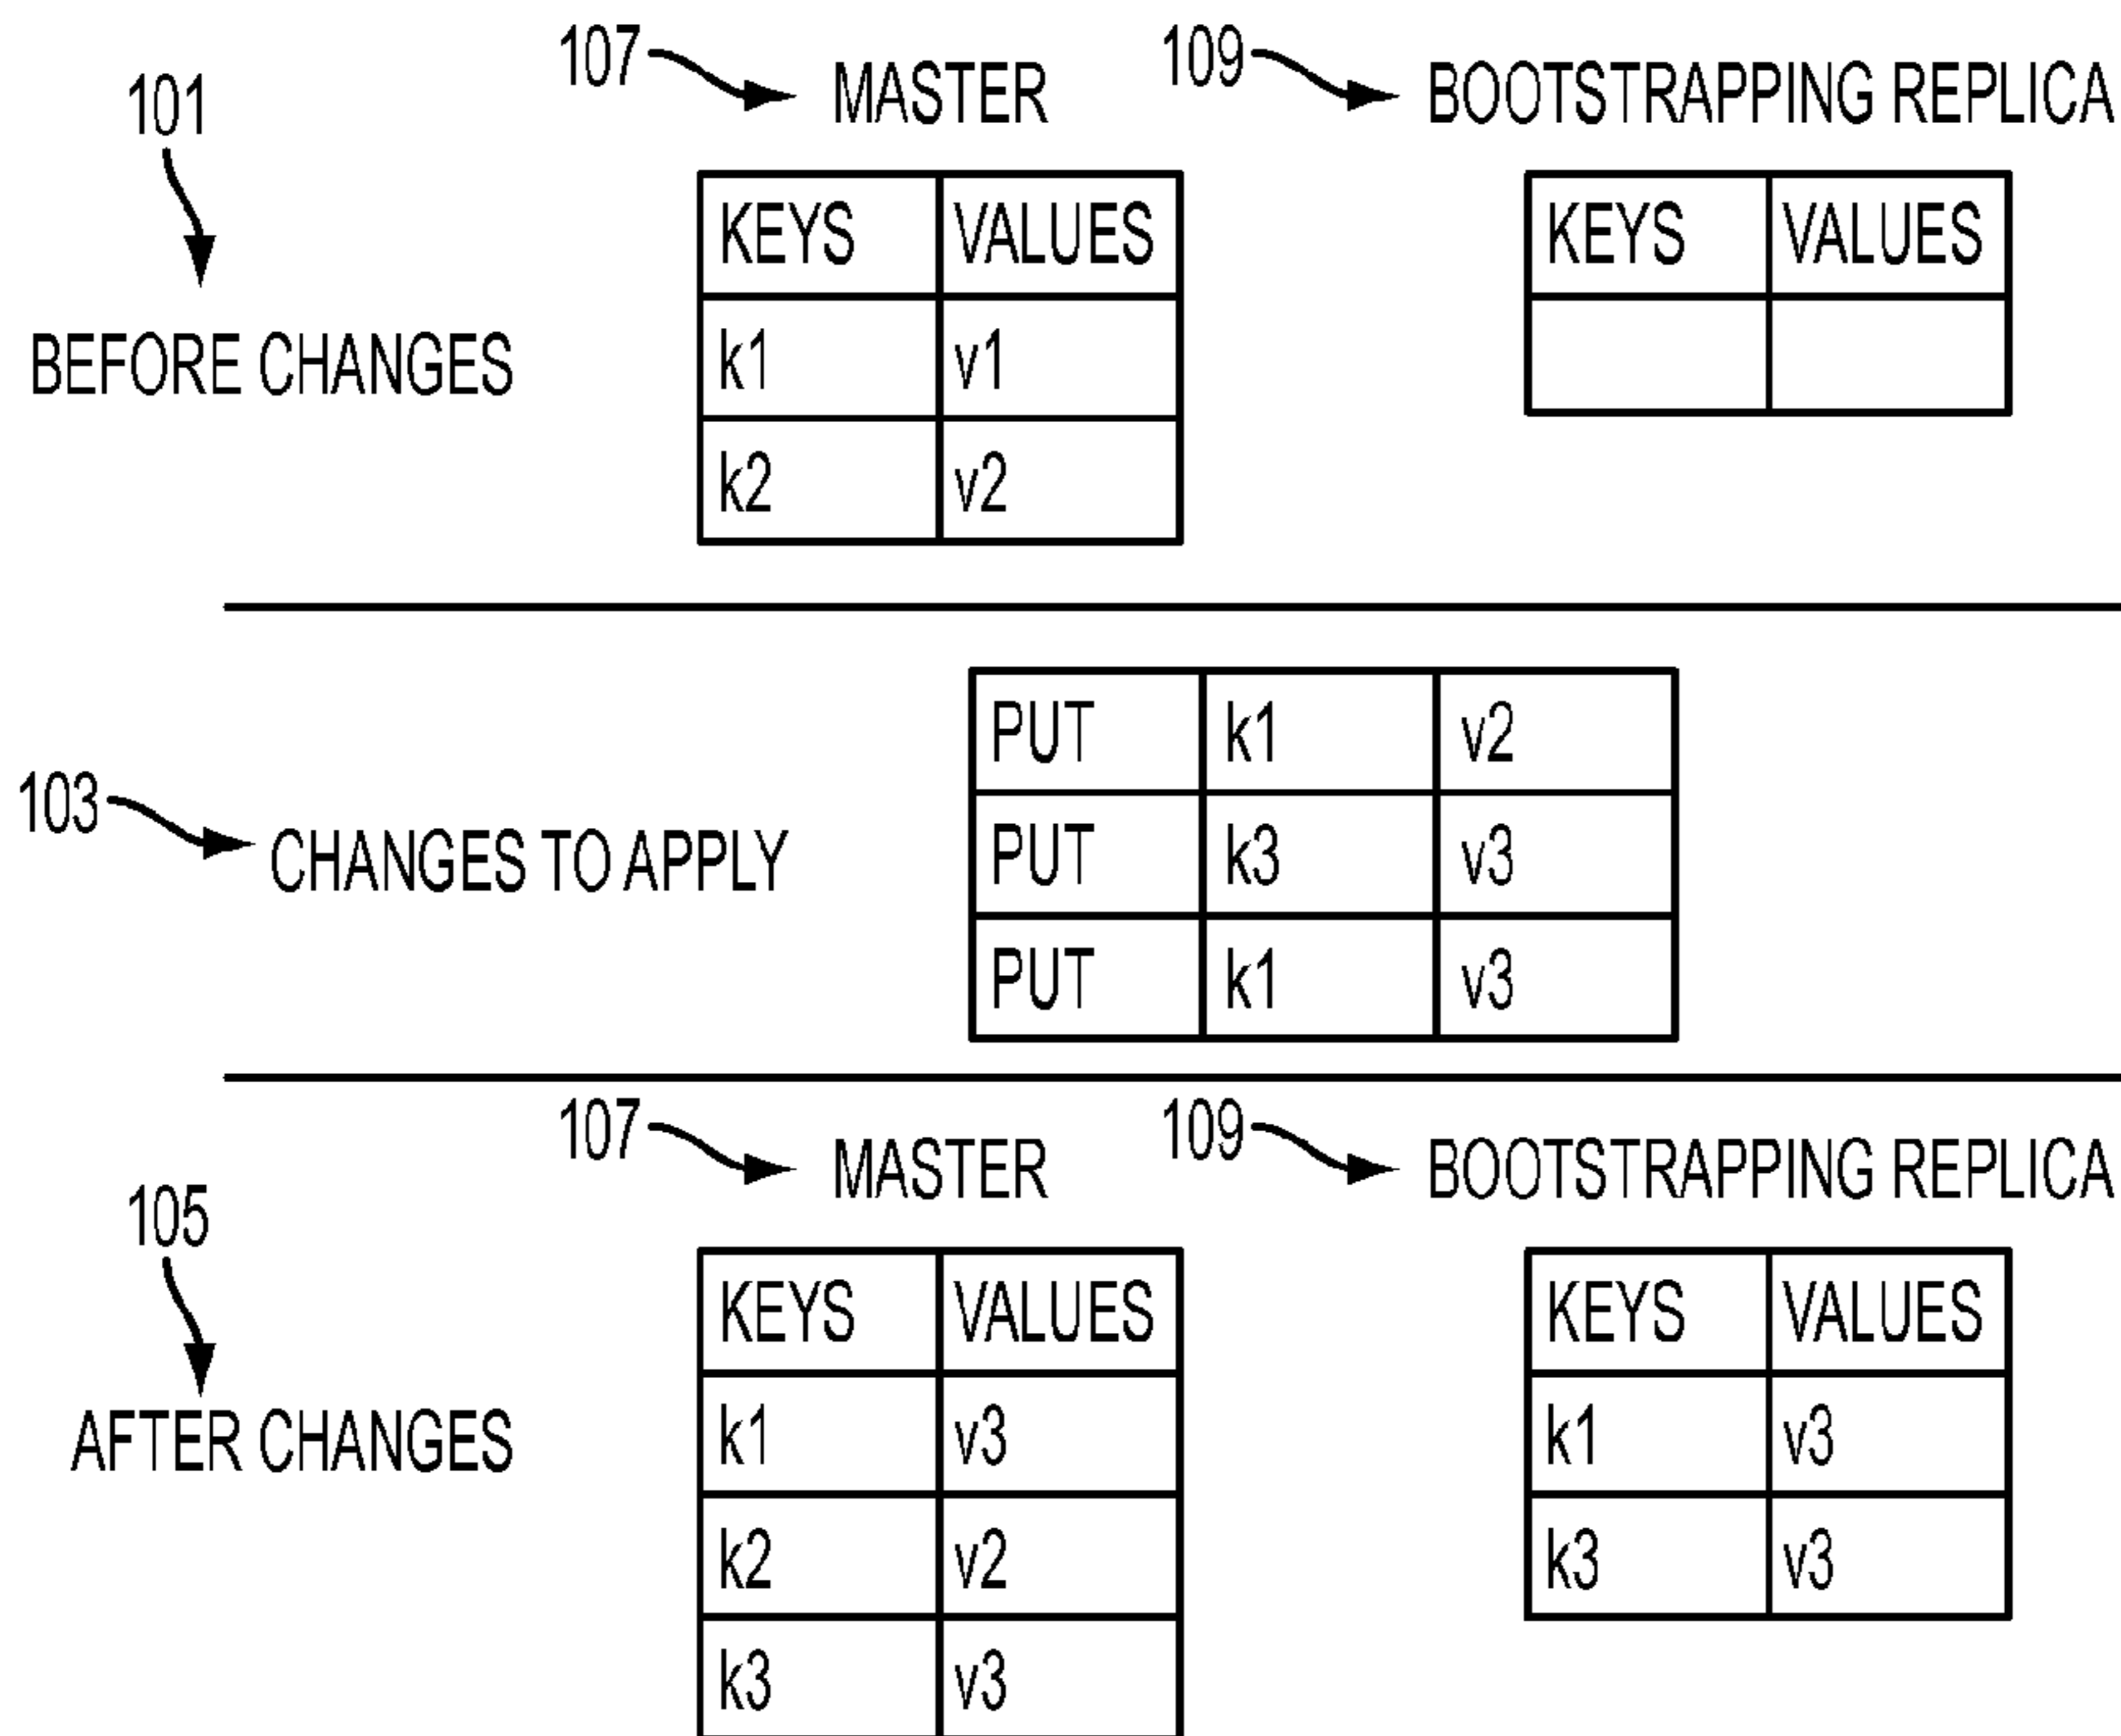 107 MASTER 109 BOOTSTRAPPING REPLICA
101
KEYS VALUES KEYS VALUES
BEFORE CHANGES k1 v1
k2 v2
PUT k1 v2
103 CHANGES TO APPLY PUT k3 v3
PUT k1 v3
107 MASTER 109 BOOTSTRAPPING REPLICA
105
KEYS VALUES KEYS VALUES
AFTER CHANGES k1 v3 k1 v3
k2 v2 k3 v3
k3 v3